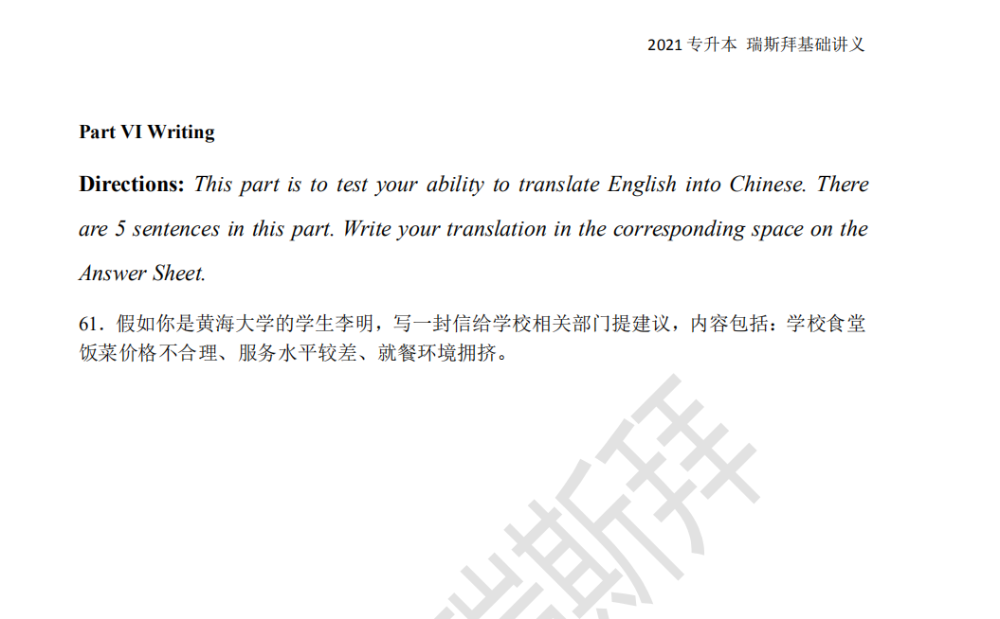 2021 专升本 瑞斯拜基础讲义
Part VI Writing
Directions: This part is to test your ability to translate English into Chinese. There
are 5 sentences in this part. Write your translation in the corresponding space on the
Answer Sheet.
61．假如你是黄海大学的学生李明，写一封信给学校相关部门提建议，内容包括：学校食堂
饭菜价格不合理、服务水平较差、就餐环境拥挤。
瑞斯拜